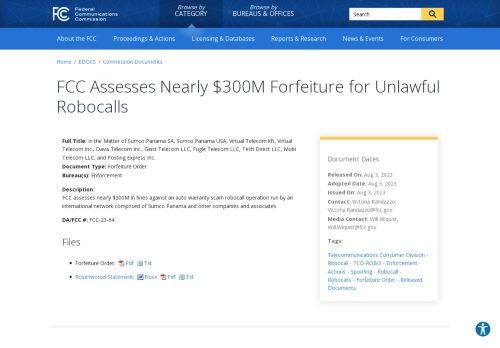 FCC Federal
Communications
Commission
Browse by
CATEGORY
Browse by
BUREAUS & OFFICES
Search
About the FCC
Proceedings & Actions
Licensing & Databases
Reports & Research
News & Events
For Consumers
Home / EDOCS / Commission Documents
FCC Assesses Nearly $300M Forfeiture for Unlawful
Robocalls
Full Title: In the Matter of Sumco Panama SA, Sumco Panama USA, Virtual Telecom kft, Virtual
Telecom Inc., Davis Telecom Inc., Geist Telecom LLC, Fugle Telecom LLC, Tech Direct LLC, Mobi
Telecom LLC, and Posting Express Inc.
Document Type: Forfeiture Order
Bureau(s): Enforcement
Description:
FCC assesses nearly $300M in fines against an auto warranty scam robocall operation run by an
international network comprised of Sumco Panama and other companies and associates
DA/FCC #: FCC-23-64
Files
Forfeiture Order: Pdf Txt
Rosenworcel Statement: Docx Pdf Txt
Document Dates
Released On: Aug 3, 2023
Adopted Date: Aug 3, 2023
Issued On: Aug 3, 2023
Contact: Victoria Randazzo,
Victoria.Randazzo@fcc.gov
Media Contact: Will Wiquist,
Will.Wiquist@fcc.gov
Tags:
Telecommunications Consumer Division -
Robocall - TCD-ROBO - Enforcement -
Actions - Spoofing - Robocall -
Robocalls - Forfeiture Order - Released
Documents